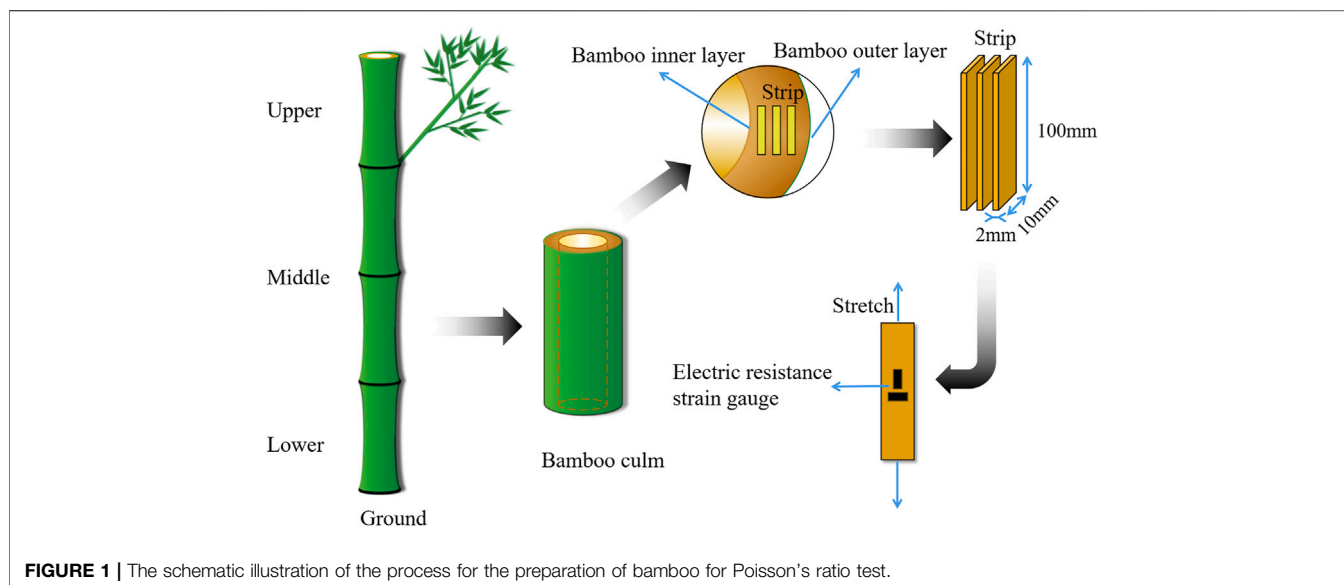 Upper
Middle
Lower
Ground
Bamboo culm
Bamboo inner layer
Bamboo outer layer
Strip
Strip
100mm
10mm
2mm
Stretch
Electric resistance
strain gauge
FIGURE 1 | The schematic illustration of the process for the preparation of bamboo for Poisson's ratio test.